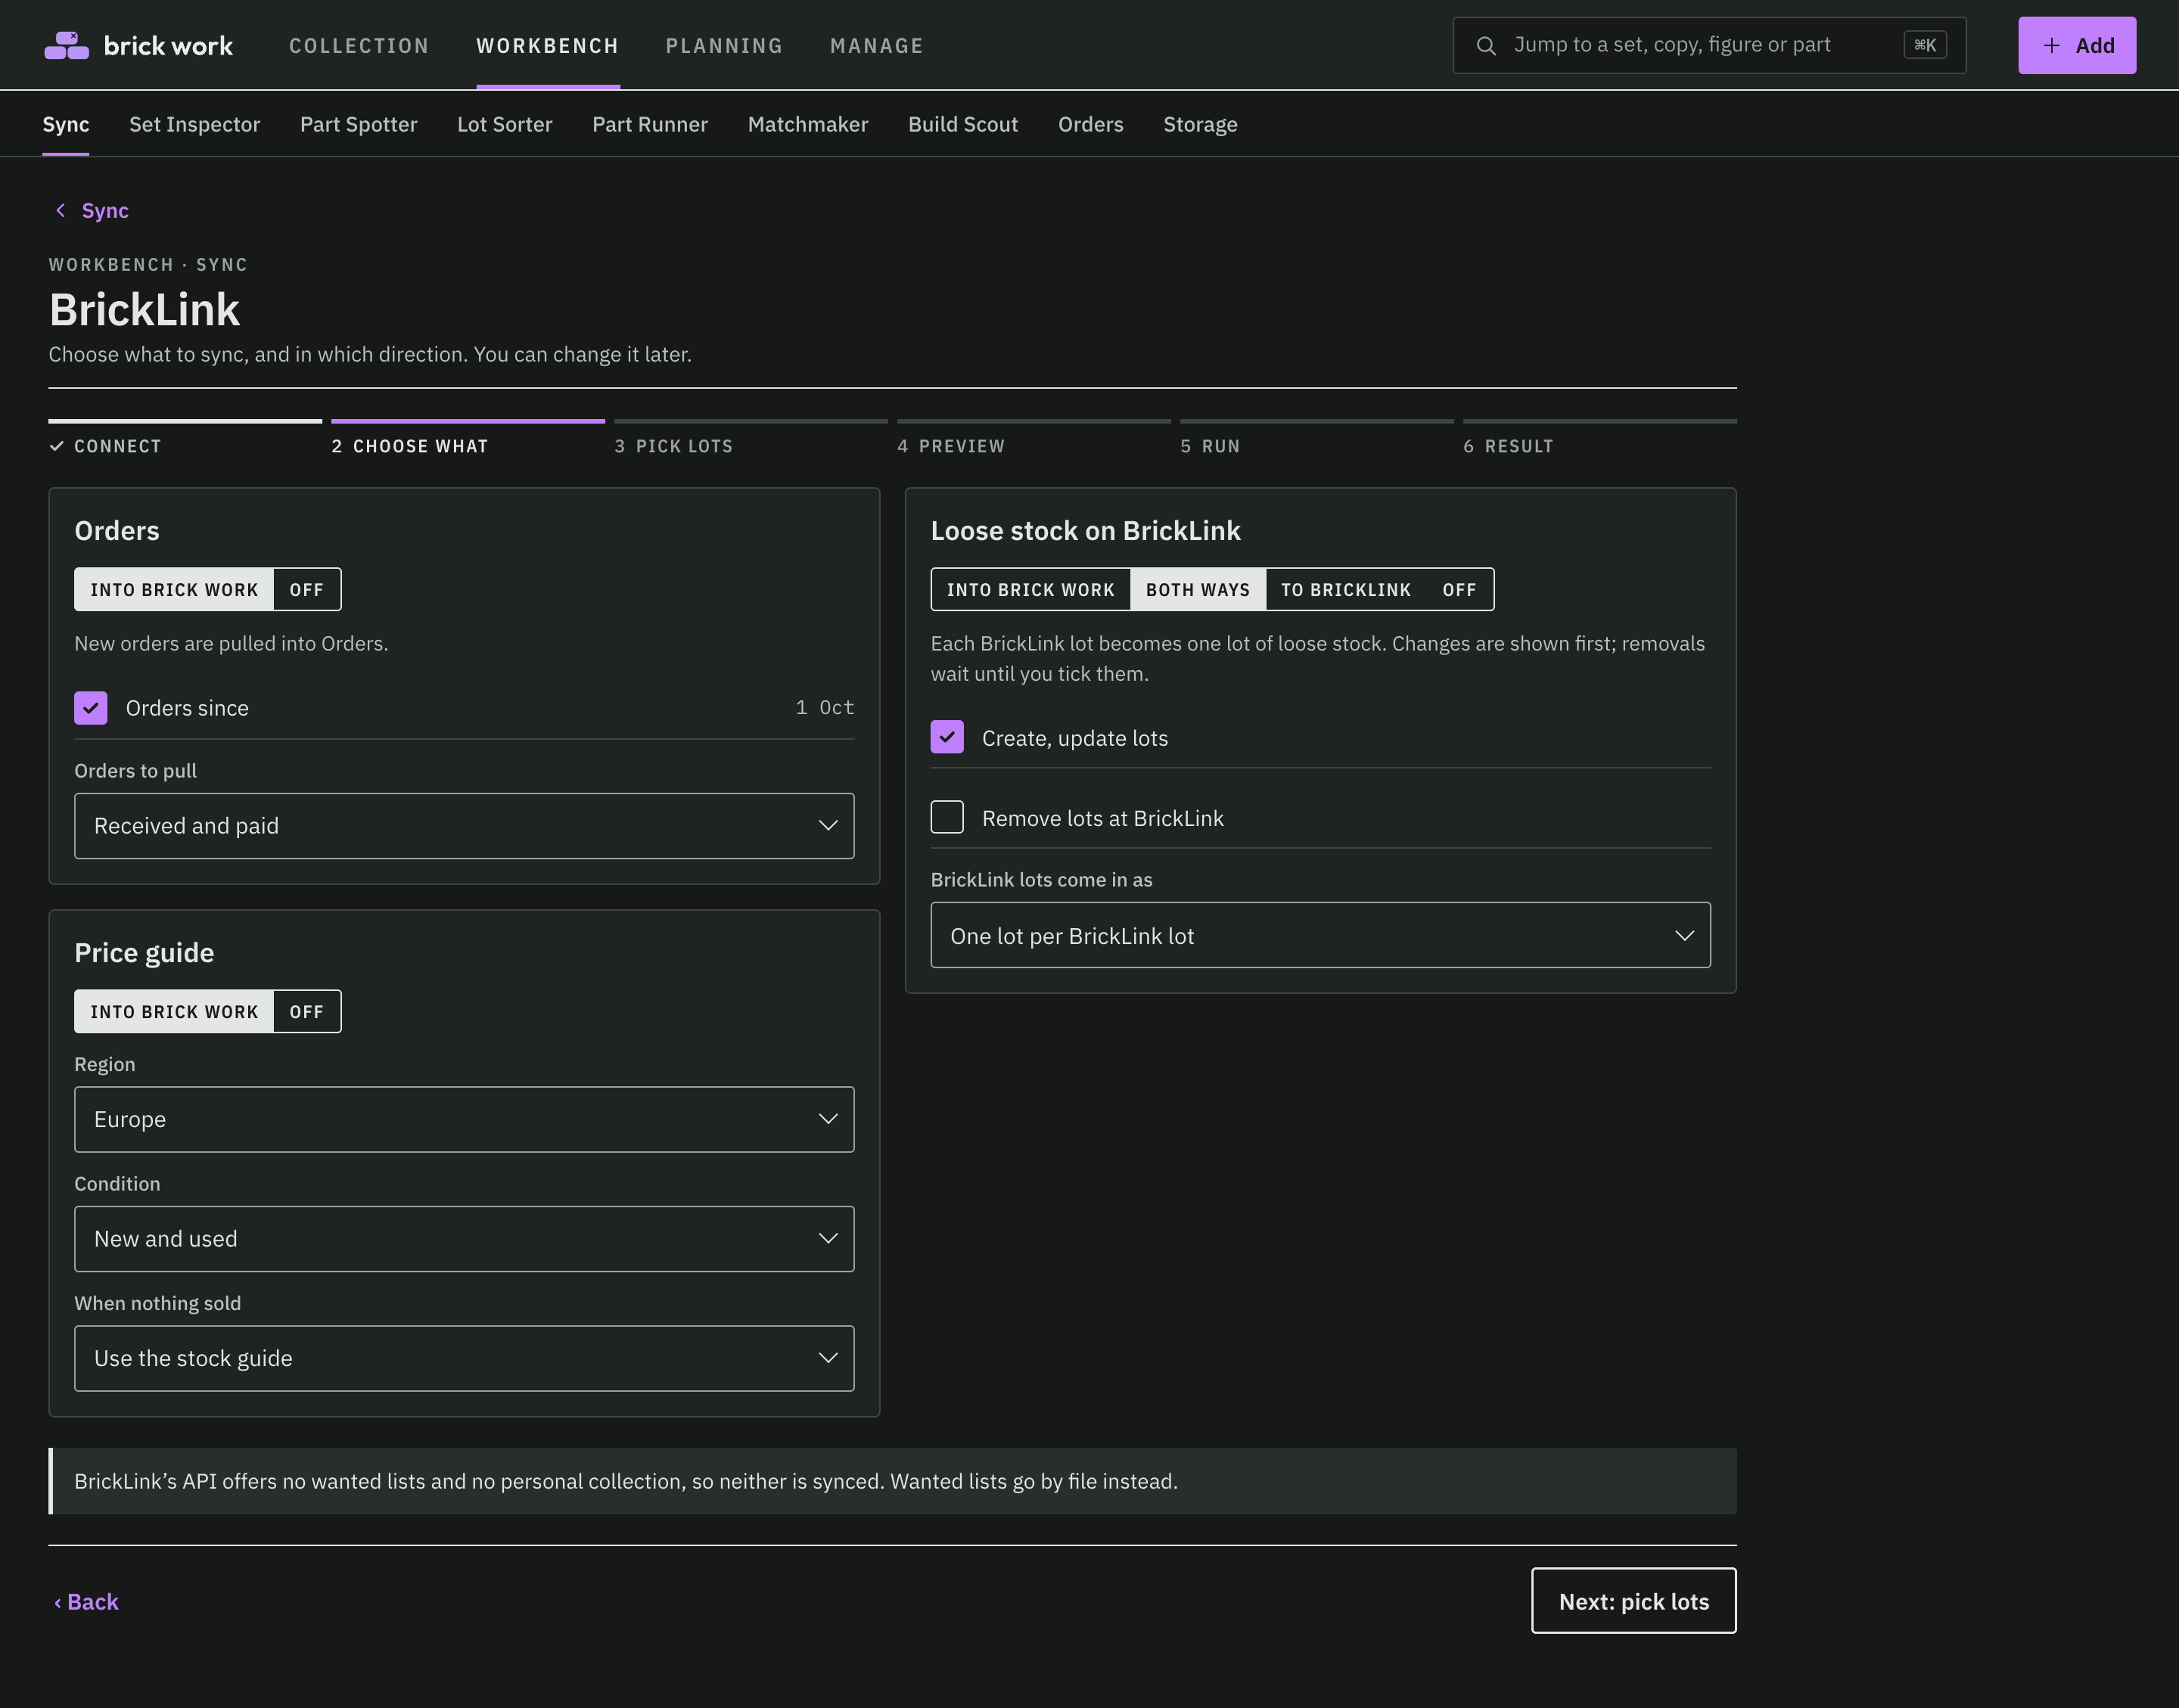 brick work
COLLECTION
WORKBENCH
PLANNING
MANAGE
Jump to a set, copy, figure or part
⌘K
+ Add
Sync
Set Inspector
Part Spotter
Lot Sorter
Part Runner
Matchmaker
Build Scout
Orders
Storage
Sync
WORKBENCH · SYNC
BrickLink
Choose what to sync, and in which direction. You can change it later.
CONNECT
2 CHOOSE WHAT
3 PICK LOTS
4 PREVIEW
5 RUN
6 RESULT
Orders
INTO BRICK WORK
OFF
New orders are pulled into Orders.
Orders since
1 Oct
Orders to pull
Received and paid
Price guide
INTO BRICK WORK
OFF
Region
Europe
Condition
New and used
When nothing sold
Use the stock guide
Loose stock on BrickLink
INTO BRICK WORK
BOTH WAYS
TO BRICKLINK
OFF
Each BrickLink lot becomes one lot of loose stock. Changes are shown first; removals
wait until you tick them.
Create, update lots
Remove lots at BrickLink
BrickLink lots come in as
One lot per BrickLink lot
BrickLink’s API offers no wanted lists and no personal collection, so neither is synced. Wanted lists go by file instead.
‹ Back
Next: pick lots